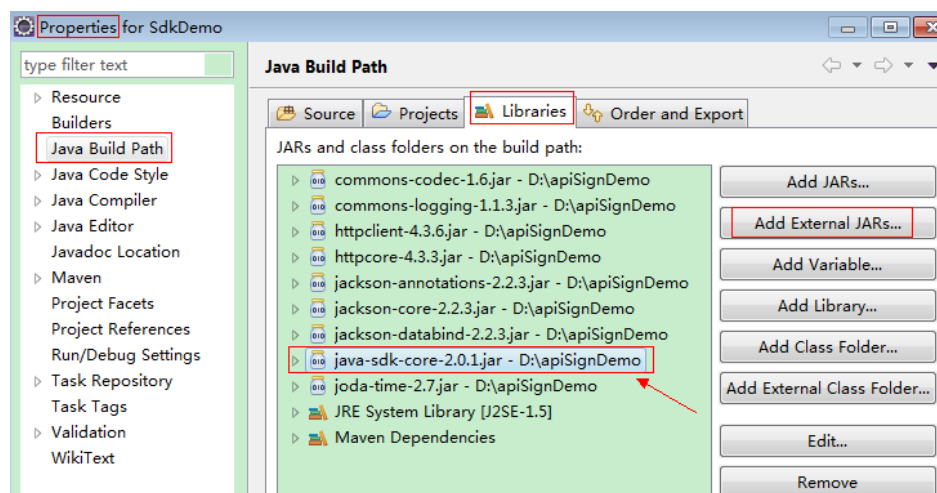 Properties for SdkDemo
type filter text
Resource
Builders
Java Build Path
Java Code Style
Java Compiler
Java Editor
Javadoc Location
Maven
Project Facets
Project References
Run/Debug Settings
Task Repository
Task Tags
Validation
WikiText
Java Build Path
Source Projects Libraries Order and Export
JARs and class folders on the build path:
commons-codec-1.6.jar - D:\apiSignDemo
commons-logging-1.1.3.jar - D:\apiSignDemo
httpclient-4.3.6.jar - D:\apiSignDemo
httpcore-4.3.3.jar - D:\apiSignDemo
jackson-annotations-2.2.3.jar - D:\apiSignDemo
jackson-core-2.2.3.jar - D:\apiSignDemo
jackson-databind-2.2.3.jar - D:\apiSignDemo
java-sdk-core-2.0.1.jar - D:\apiSignDemo
joda-time-2.7.jar - D:\apiSignDemo
JRE System Library [J2SE-1.5]
Maven Dependencies
Add JARs...
Add External JARs...
Add Variable...
Add Library...
Add Class Folder...
Add External Class Folder...
Edit...
Remove